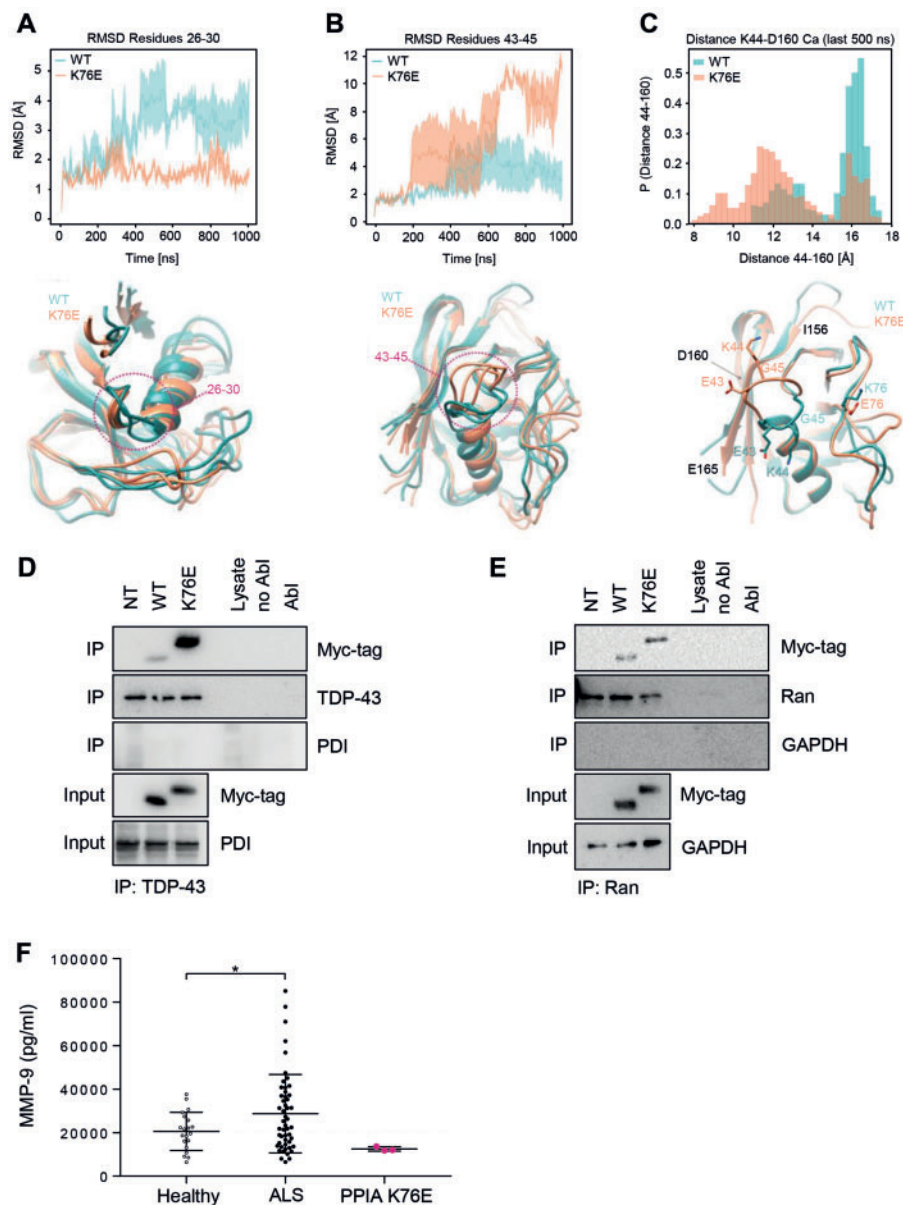 A
RMSD Residues 26-30
WT
K76E
RMSD [Å]
5
4
3
2
1
0
0 200 400 600 800 1000
Time [ns]
WT
K76E
26-30
B
RMSD Residues 43-45
WT
K76E
RMSD [Å]
12
10
8
6
4
2
0
0 200 400 600 800 1000
Time [ns]
WT
K76E
43-45
C
Distance K44-D160 Ca (last 500 ns)
WT
K76E
P (Distance 44-160)
0.5
0.4
0.3
0.2
0.1
0.0
8 10 12 14 16 18
Distance 44-160 [Å]
WT
K76E
I156
K44
G45
D160
E43
K76
E76
G45
E43
K44
E165
D
NT WT K76E Lysate no AbI AbI
IP Myc-tag
IP TDP-43
IP PDI
Input Myc-tag
Input PDI
IP: TDP-43
E
NT WT K76E Lysate no AbI AbI
IP Myc-tag
IP Ran
IP GAPDH
Input Myc-tag
Input GAPDH
IP: Ran
F
MMP-9 (pg/ml)
100000
80000
60000
40000
20000
0
*
Healthy ALS PPIA K76E